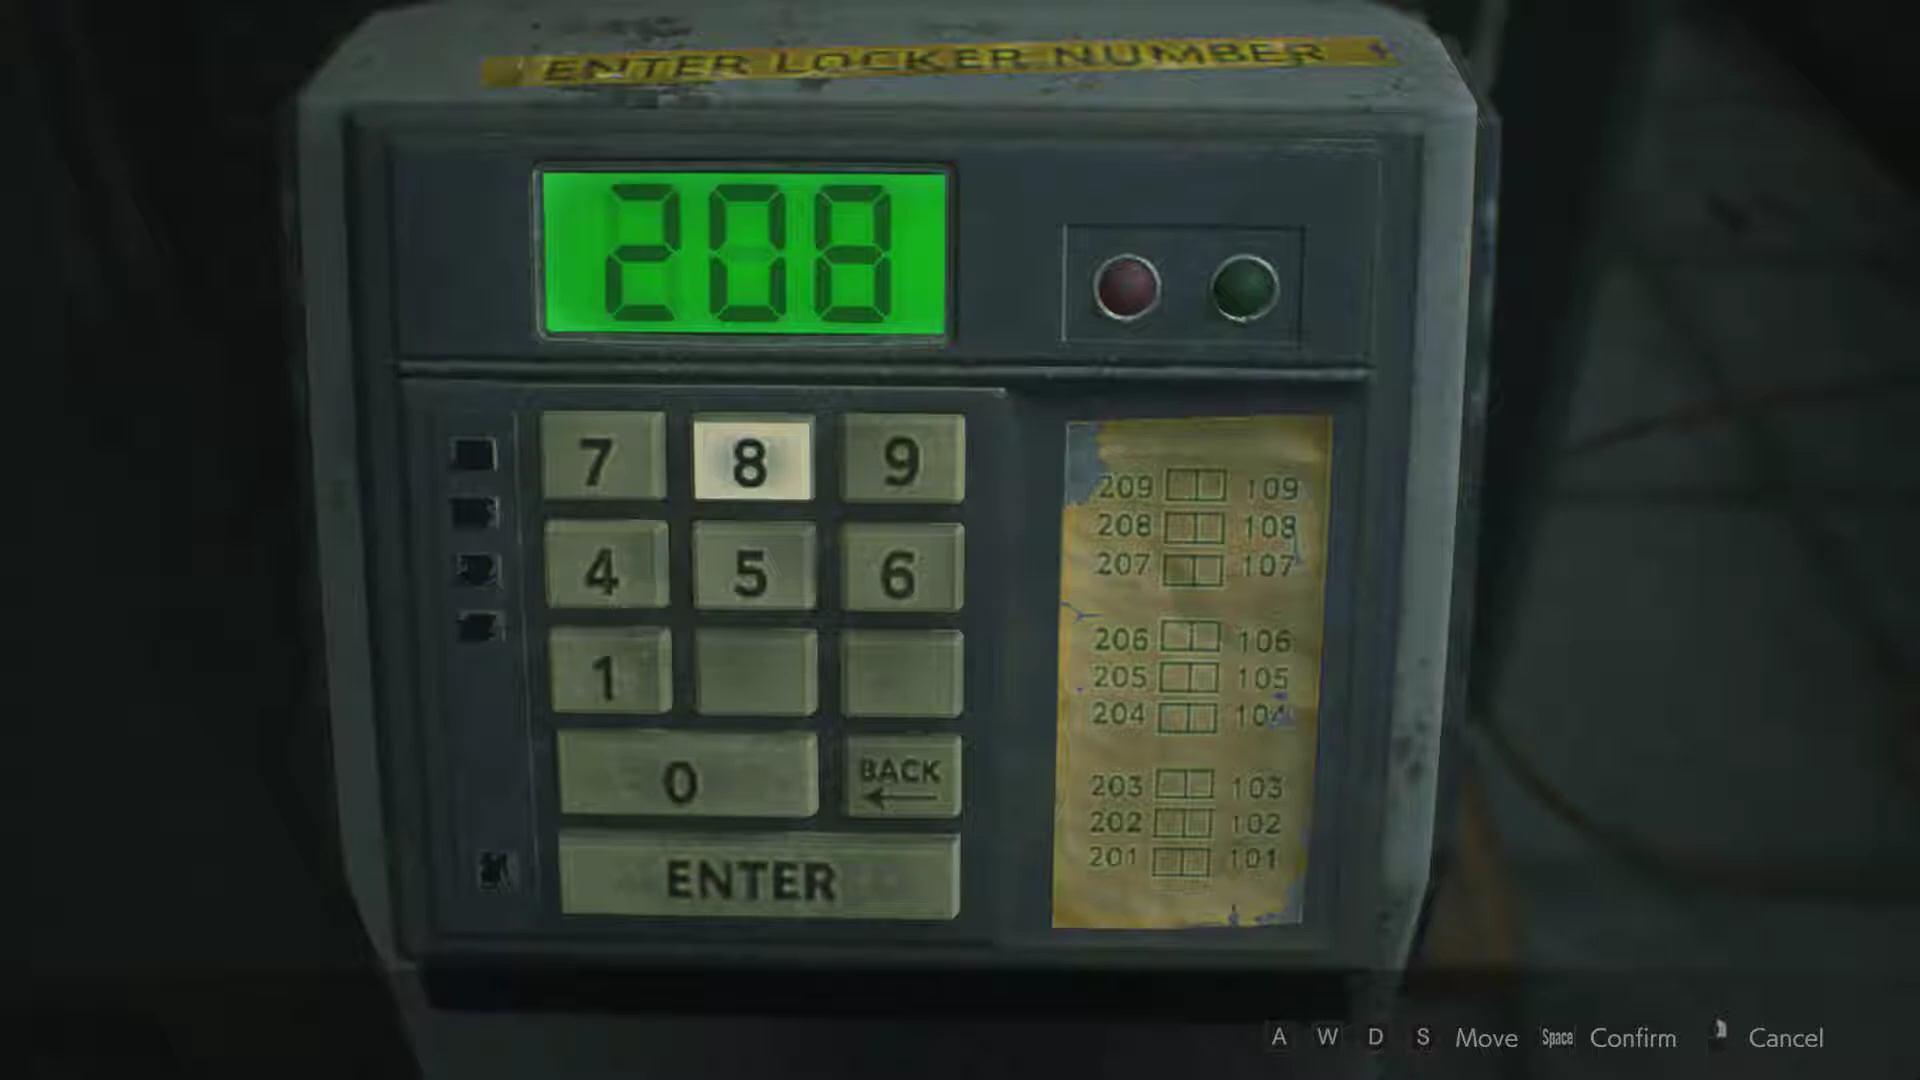 ENTER LOCKER NUMBER
208
7 8 9
4 5 6
1
0 BACK
ENTER
209 109
208 108
207 107
206 106
205 105
204 104
203 103
202 102
201 101
A W D S Move Space Confirm Cancel